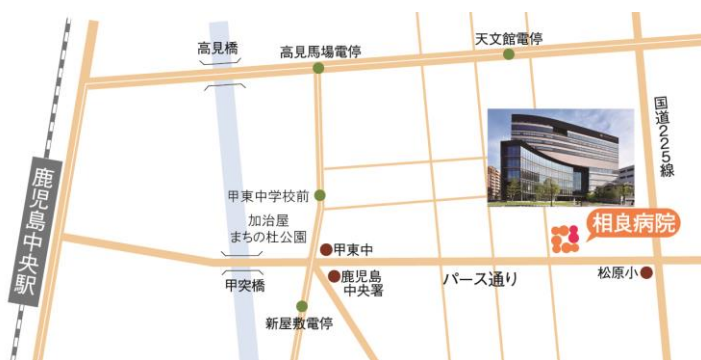 高見橋
高見馬場電停
天文館電停
国道225線
鹿児島中央駅
甲東中学校前
加治屋
まちの杜公園
相良病院
甲東中
甲突橋
鹿児島
中央署
パース通り
松原小
新屋敷電停